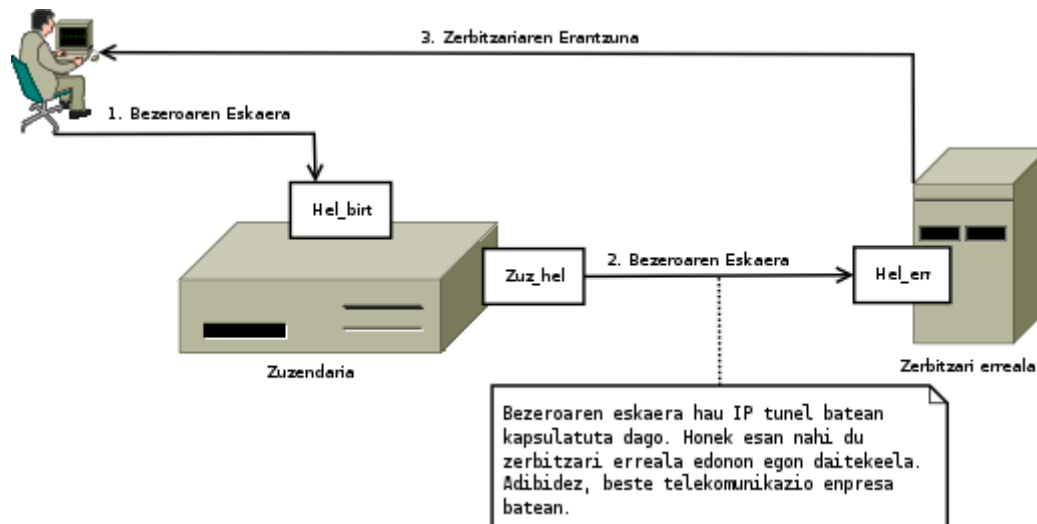 3. Zerbitzariaren Erantzuna
1. Bezeroaren Eskaera
Hel_birt
Zuz_hel
2. Bezeroaren Eskaera
Hel_err
Zuzendaria
Zerbitzari erreala
Bezeroaren eskaera hau IP tunel batean
kapsulatuta dago. Honek esan nahi du
zerbitzari erreala edonon egon daitekeela.
Adibidez, beste telekomunikazio enpresa
batean.